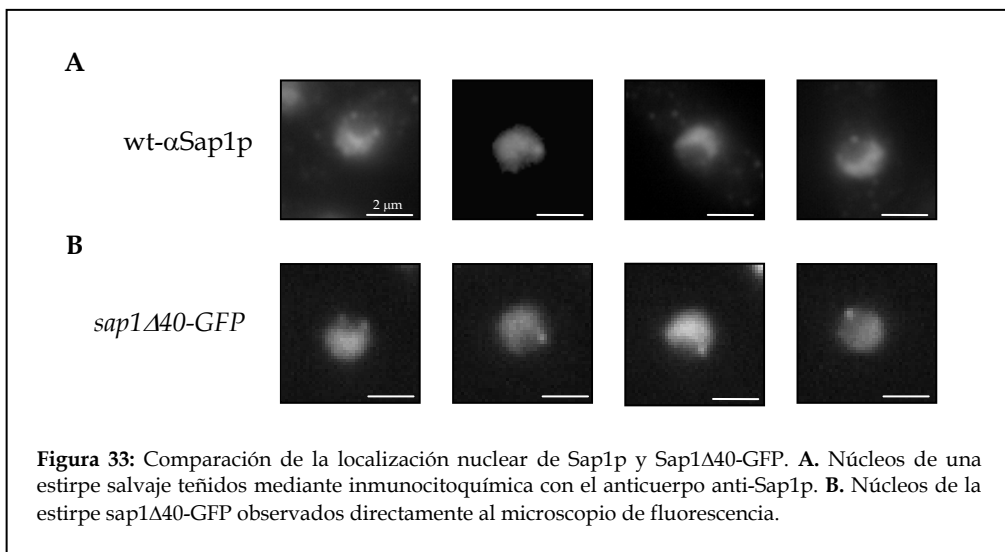 A
wt-αSap1p
2 μm
B
sap1Δ40-GFP
Figura 33: Comparación de la localización nuclear de Sap1p y Sap1Δ40-GFP. A. Núcleos de una
estirpe salvaje teñidos mediante inmunocitoquímica con el anticuerpo anti-Sap1p. B. Núcleos de la
estirpe sap1Δ40-GFP observados directamente al microscopio de fluorescencia.